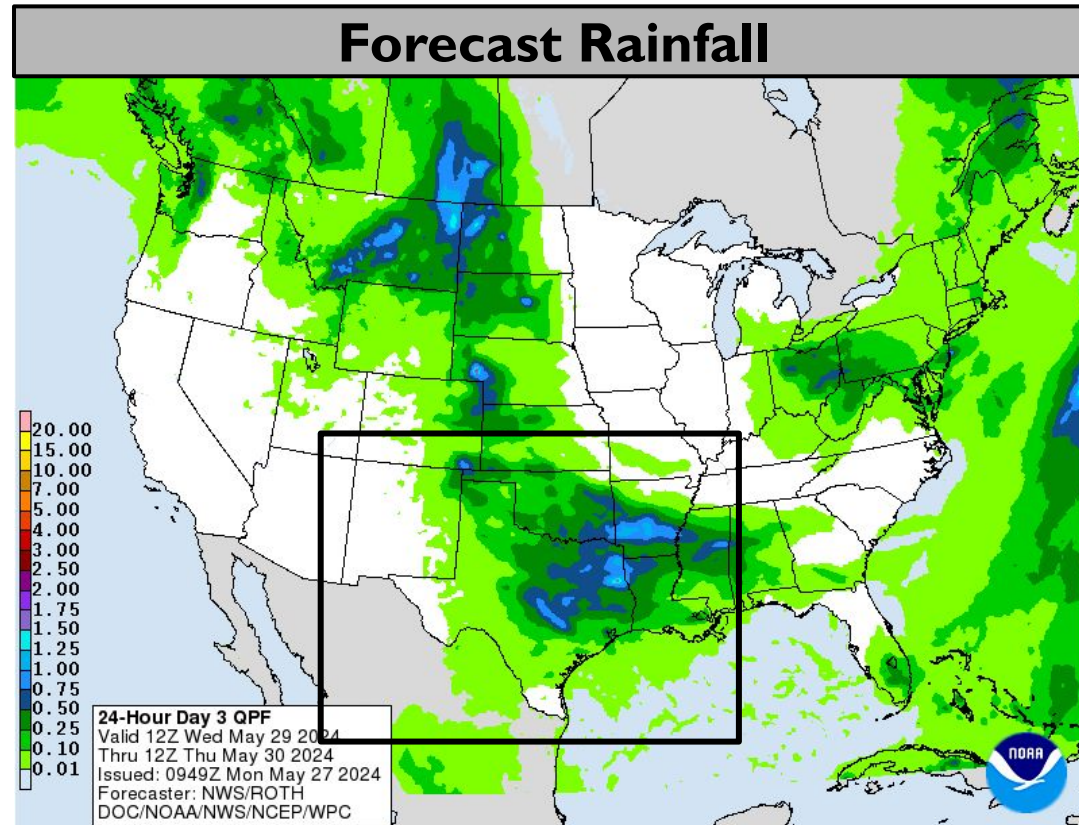 Forecast Rainfall
20.00
15.00
10.00
7.00
5.00
4.00
3.00
2.50
2.00
1.75
1.50
1.25
1.00
0.75
0.50
0.25
0.10
0.01
24-Hour Day 3 QPF
Valid 12Z Wed May 29 2024
Thru 12Z Thu May 30 2024
Issued: 0949Z Mon May 27 2024
Forecaster: NWS/ROTH
DOC/NOAA/NWS/NCEP/WPC
NOAA